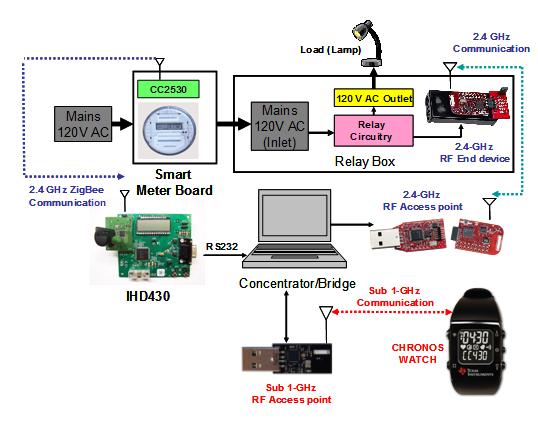 2.4 GHz
Communication
Load (Lamp)
CC2530
120 V AC Outlet
Mains
120V AC
Mains
120V AC
(Inlet)
Relay
Circuitry
2.4-GHz
RF End device
Relay Box
Smart
Meter Board
2.4 GHz ZigBee
Communication
2.4-GHz
RF Access point
RS232
IHD430
Concentrator/Bridge
Sub 1-GHz
Communication
CHRONOS
WATCH
10:430
CC430
TEXAS
INSTRUMENTS
Sub 1-GHz
RF Access point